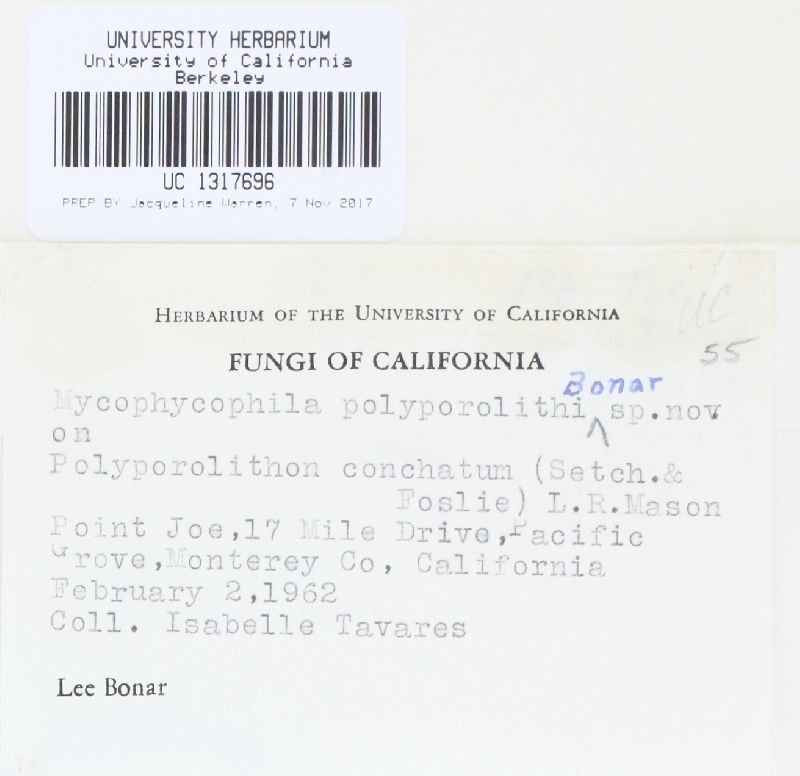 UNIVERSITY HERBARIUM
University of California
Berkeley
UC 1317696
PREP BY Jacqueline Warren, 7 Nov 2017
UC
HERBARIUM OF THE UNIVERSITY OF CALIFORNIA
55
FUNGI OF CALIFORNIA
Bonar
Mycophycophila polyporolithi ^ sp.nov
on
Polyporolithon conchatum (Setch.&
Foslie) L.R.Mason
Point Joe,17 Mile Drive,Pacific
Grove,Monterey Co, California
February 2,1962
Coll. Isabelle Tavares
Lee Bonar